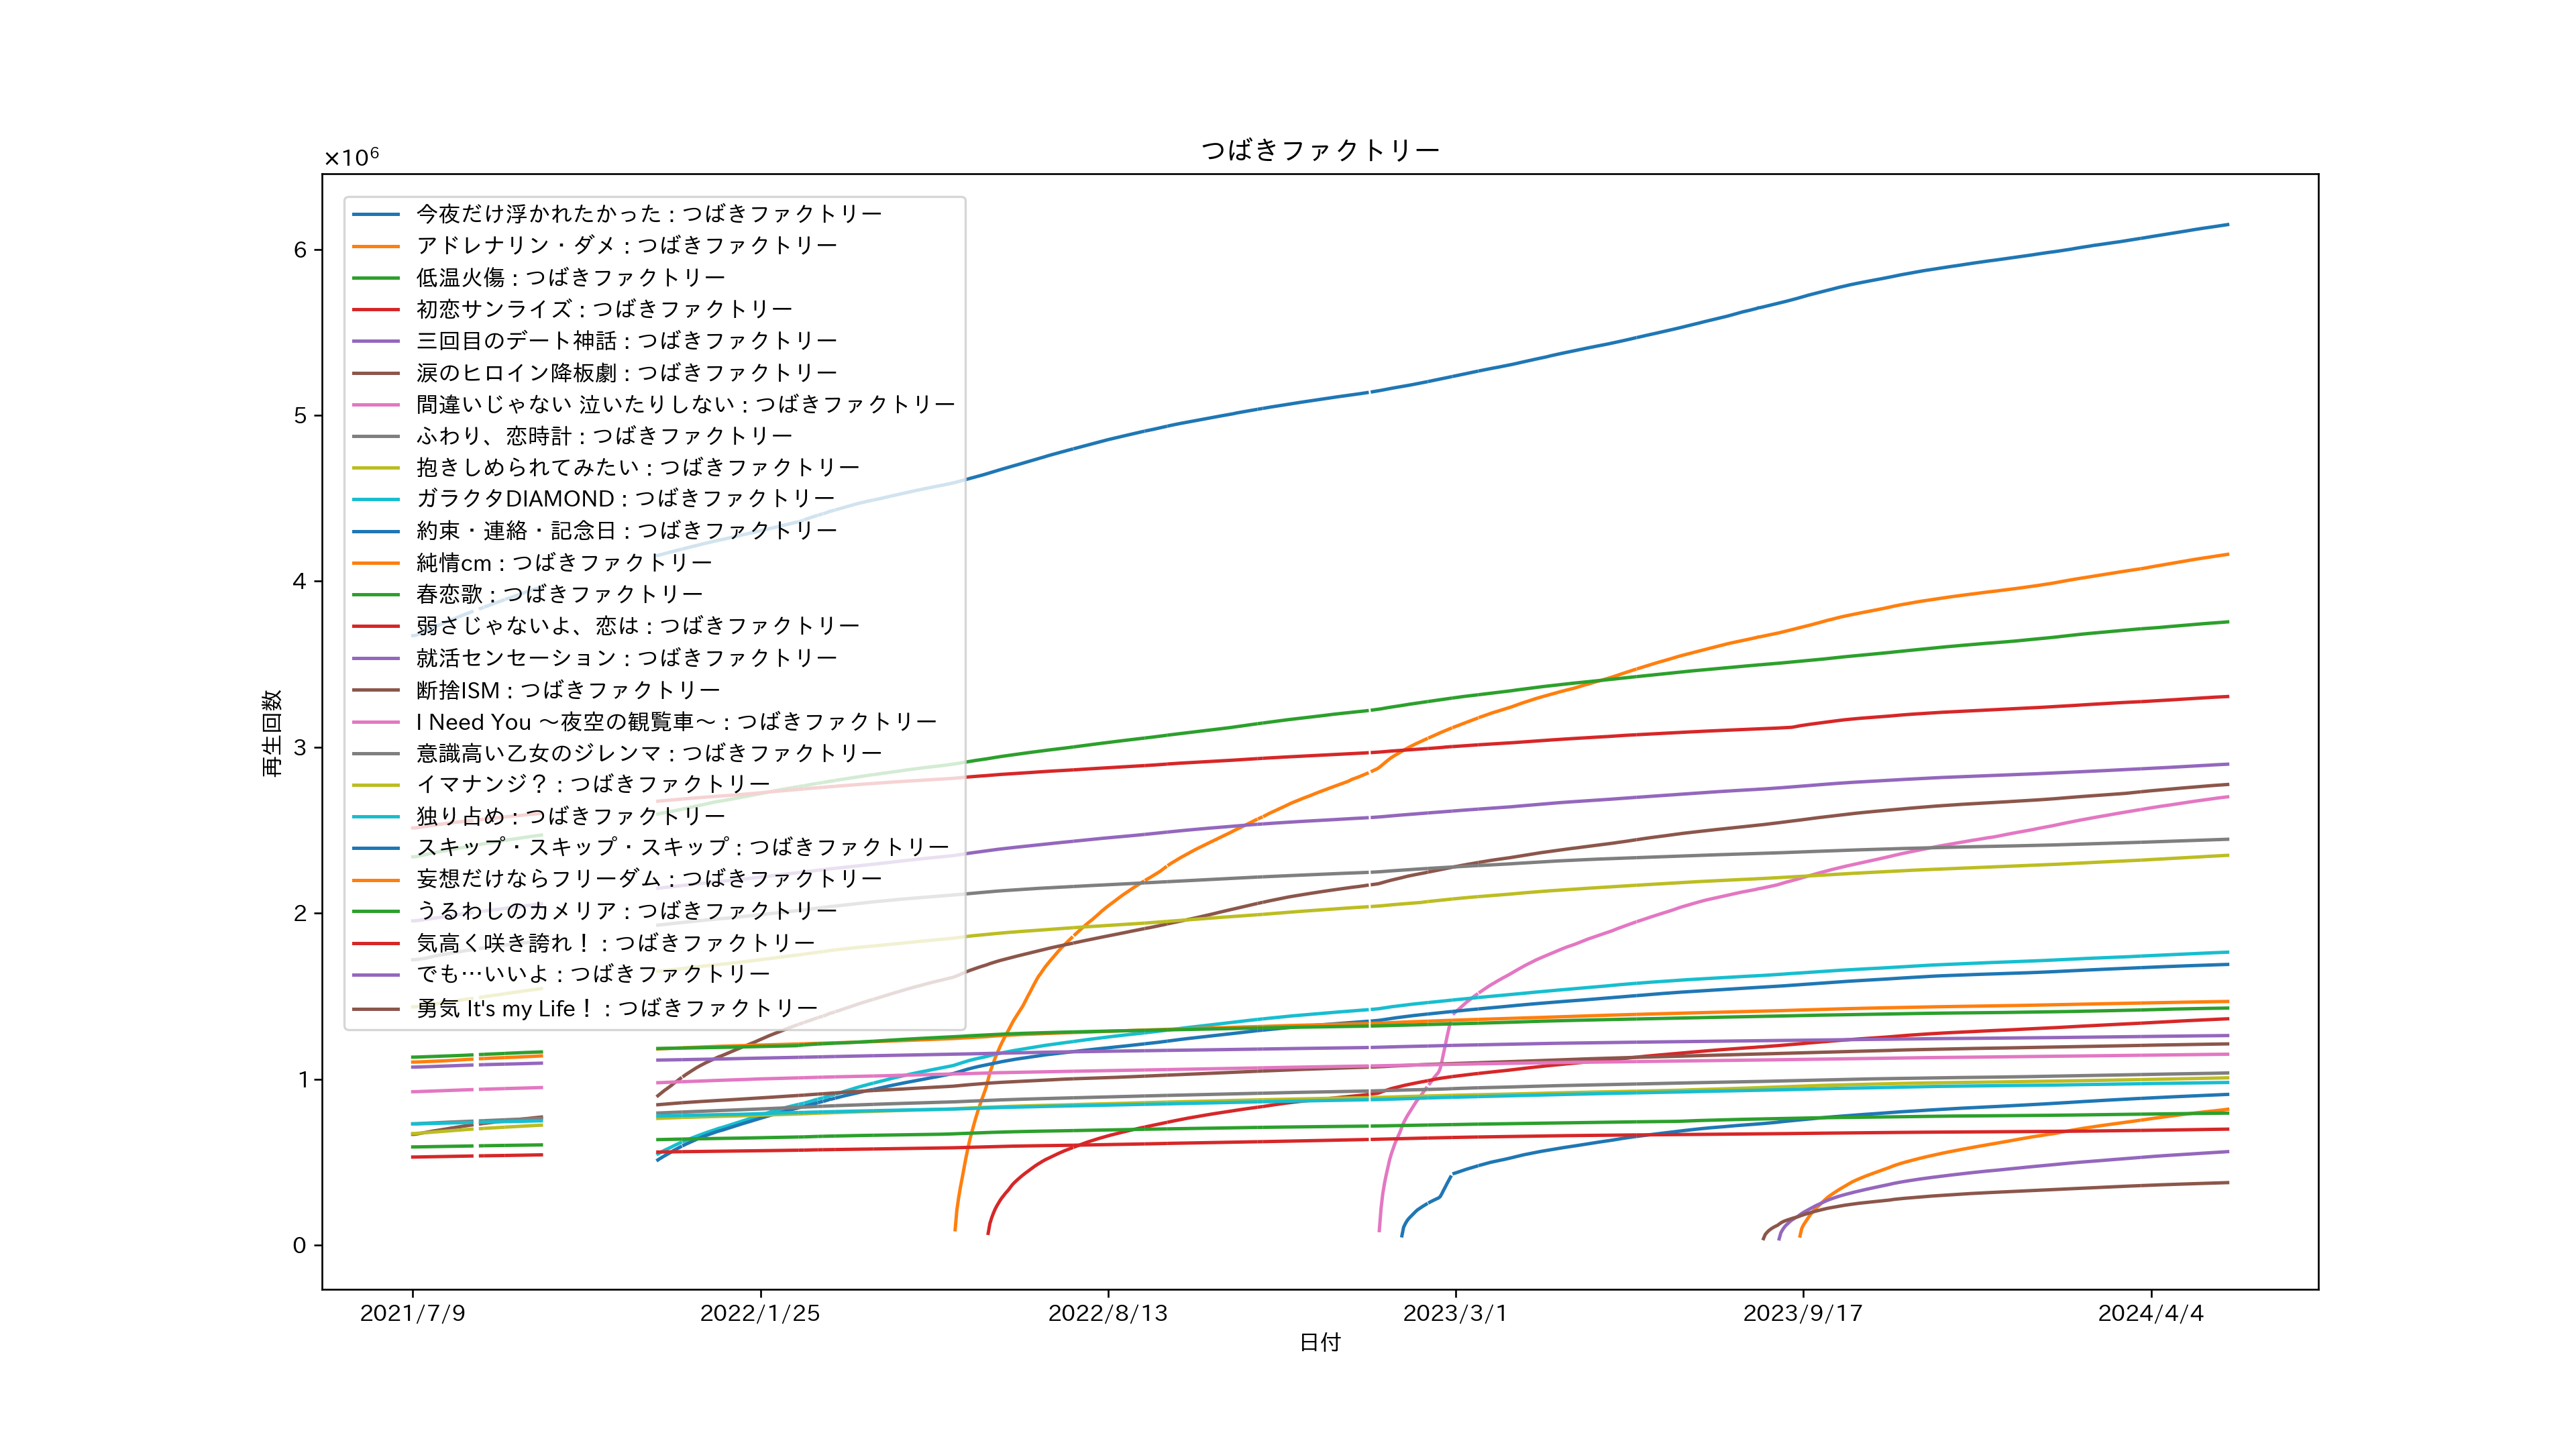 つばきファクトリー
×10⁶
今夜だけ浮かれたかった : つばきファクトリー
アドレナリン・ダメ : つばきファクトリー
低温火傷 : つばきファクトリー
初恋サンライズ : つばきファクトリー
三回目のデート神話 : つばきファクトリー
涙のヒロイン降板劇 : つばきファクトリー
間違いじゃない 泣いたりしない : つばきファクトリー
ふわり、恋時計 : つばきファクトリー
抱きしめられてみたい : つばきファクトリー
ガラクタDIAMOND : つばきファクトリー
約束・連絡・記念日 : つばきファクトリー
純情cm : つばきファクトリー
春恋歌 : つばきファクトリー
弱さじゃないよ、恋は : つばきファクトリー
就活センセーション : つばきファクトリー
断捨ISM : つばきファクトリー
I Need You ～夜空の観覧車～ : つばきファクトリー
意識高い乙女のジレンマ : つばきファクトリー
イマナンジ？ : つばきファクトリー
独り占め : つばきファクトリー
スキップ・スキップ・スキップ : つばきファクトリー
妄想だけならフリーダム : つばきファクトリー
うるわしのカメリア : つばきファクトリー
気高く咲き誇れ！ : つばきファクトリー
でも…いいよ : つばきファクトリー
勇気 It's my Life！ : つばきファクトリー
6
5
4
3
2
1
0
再生回数
2021/7/9
2022/1/25
2022/8/13
2023/3/1
2023/9/17
2024/4/4
日付